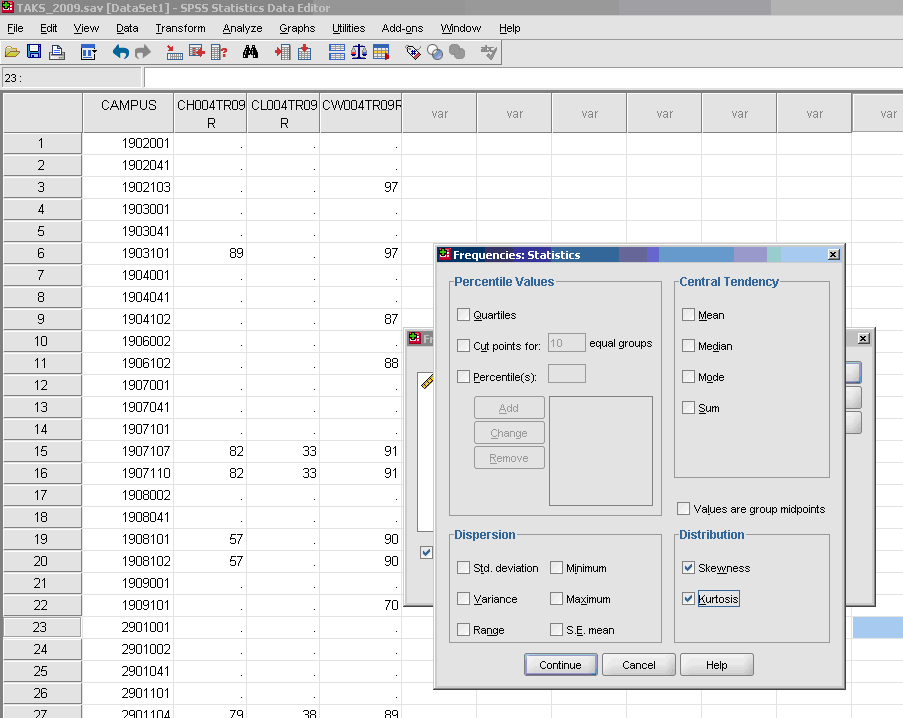 TAKS_2009.sav [DataSet1] - SPSS Statistics Data Editor
File Edit View Data Transform Analyze Graphs Utilities Add-ons Window Help
23 :
CAMPUS CH004TR09R CL004TR09R CW004TR09R var var var var var var var
1 1902001 . . .
2 1902041 . . .
3 1902103 . . 97
4 1903001 . . .
5 1903041 . . .
6 1903101 89 . 97
7 1904001 . . .
8 1904041 . . .
9 1904102 . . 87
10 1906002 . . .
11 1906102 . . 88
12 1907001 . . .
13 1907041 . . .
14 1907101 . . .
15 1907107 82 33 91
16 1907110 82 33 91
17 1908002 . . .
18 1908041 . . .
19 1908101 57 . 90
20 1908102 57 . 90
21 1909001 . . .
22 1909101 . . 70
23 2901001 . . .
24 2901002 . . .
25 2901041 . . .
26 2901101 . . .
27 2901104 79 38 89
Frequencies: Statistics
Percentile Values
Quartiles
Cut points for: 10 equal groups
Percentile(s):
Add
Change
Remove
Central Tendency
Mean
Median
Mode
Sum
Values are group midpoints
Dispersion
Std. deviation Minimum
Variance Maximum
Range S.E. mean
Distribution
Skewness
Kurtosis
Continue Cancel Help